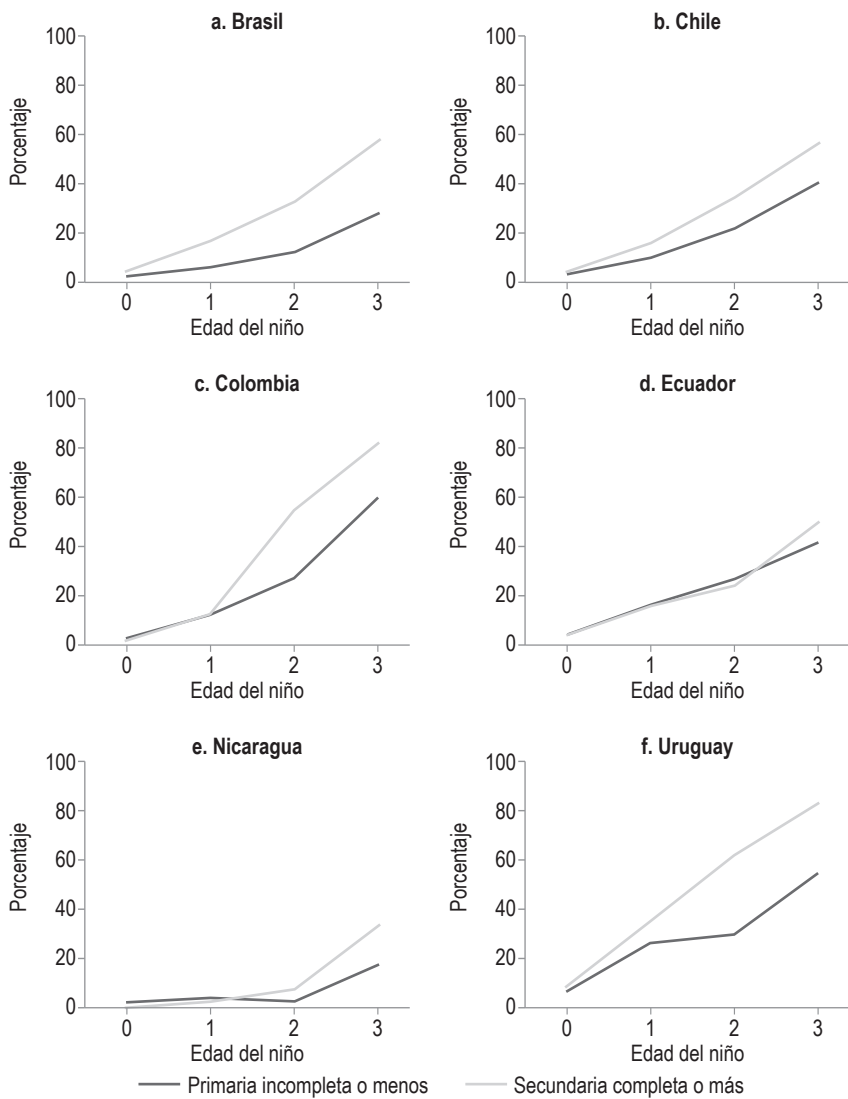 a. Brasil
Porcentaje
100
80
60
40
20
0
0 1 2 3
Edad del niño
b. Chile
Porcentaje
100
80
60
40
20
0
0 1 2 3
Edad del niño
c. Colombia
Porcentaje
100
80
60
40
20
0
0 1 2 3
Edad del niño
d. Ecuador
Porcentaje
100
80
60
40
20
0
0 1 2 3
Edad del niño
e. Nicaragua
Porcentaje
100
80
60
40
20
0
0 1 2 3
Edad del niño
f. Uruguay
Porcentaje
100
80
60
40
20
0
0 1 2 3
Edad del niño
Primaria incompleta o menos Secundaria completa o más